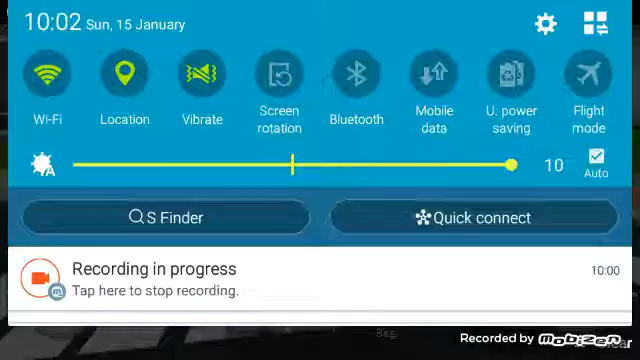 10:02 Sun, 15 January
Wi-Fi
Location
Vibrate
Screen rotation
Bluetooth
Mobile data
U. power saving
Flight mode
A
10
Auto
S Finder
Quick connect
Recording in progress
10:00
Tap here to stop recording.
Recorded by MOBIZEN